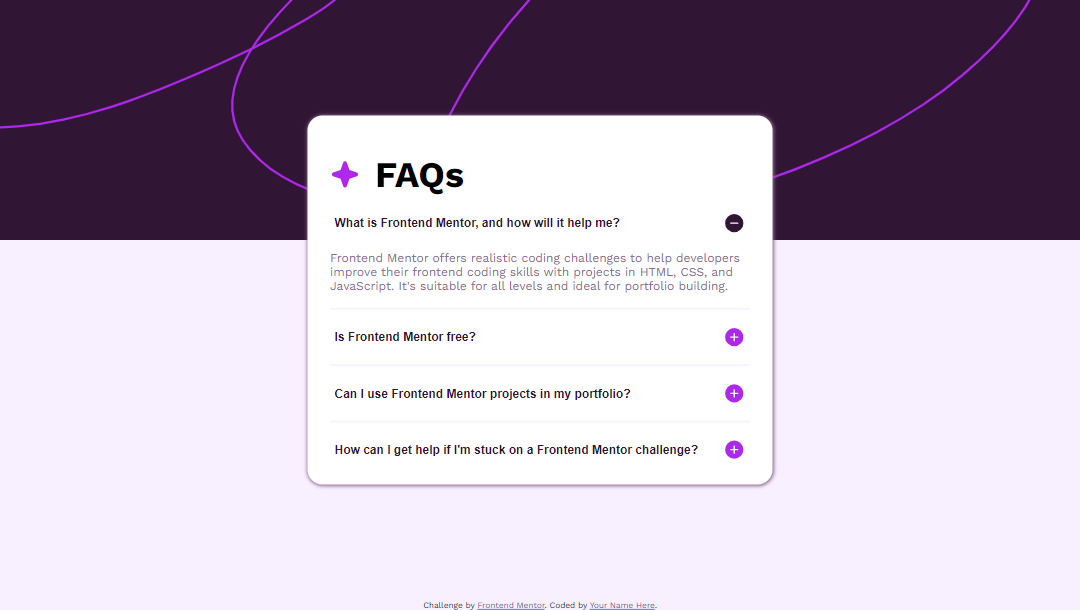 FAQs
What is Frontend Mentor, and how will it help me?
Frontend Mentor offers realistic coding challenges to help developers
improve their frontend coding skills with projects in HTML, CSS, and
JavaScript. It's suitable for all levels and ideal for portfolio building.
Is Frontend Mentor free?
Can I use Frontend Mentor projects in my portfolio?
How can I get help if I'm stuck on a Frontend Mentor challenge?
Challenge by Frontend Mentor. Coded by Your Name Here.